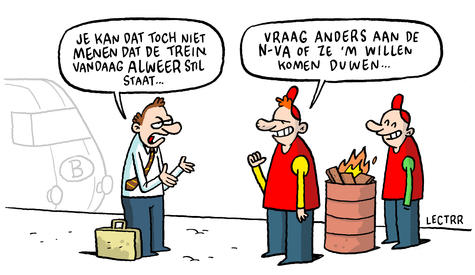 JE KAN DAT TOCH NIET
MENEN DAT DE TREIN
VANDAAG ALWEER STIL
STAAT...
VRAAG ANDERS AAN DE
N-VA OF ZE 'M WILLEN
KOMEN DUWEN...
B
LECTRR